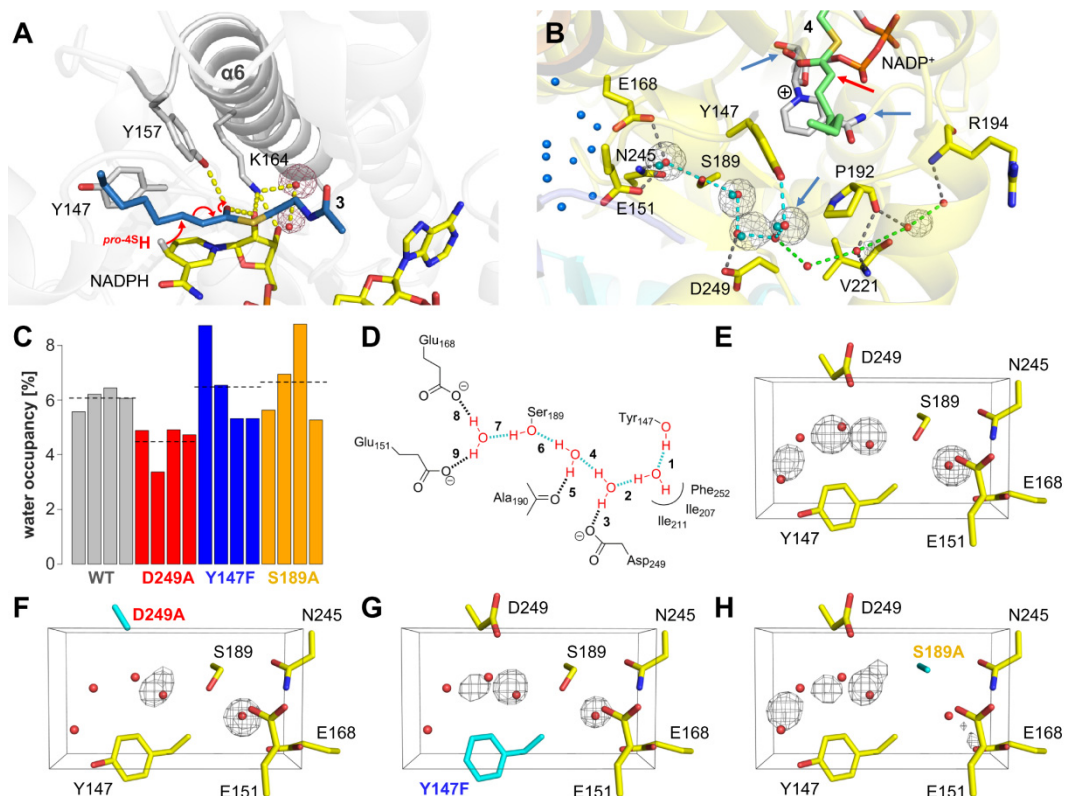 A
α6
Y157
K164
Y147
3
pro-4SH
NADPH
B
4
NADP+
E168
Y147
⊕
R194
N245
S189
P192
E151
D249
V221
C
water occupancy [%]
8
6
4
2
0
WT
D249A
Y147F
S189A
D
Glu168
O ⊖
O
8
H
Ser189
7
O
H
O
H
6
H
9
Glu151
O ⊖
O
H
O
4
H
5
H
Ala190
O
O
2
H
O
H
1
H
O
Tyr147
H
3
Phe252
Ile207
Ile211
⊖ O
O
Asp249
E
D249
N245
S189
E168
Y147
E151
F
D249A
N245
S189
E168
Y147
E151
G
D249
N245
S189
E168
Y147F
E151
H
D249
N245
S189A
E168
Y147
E151